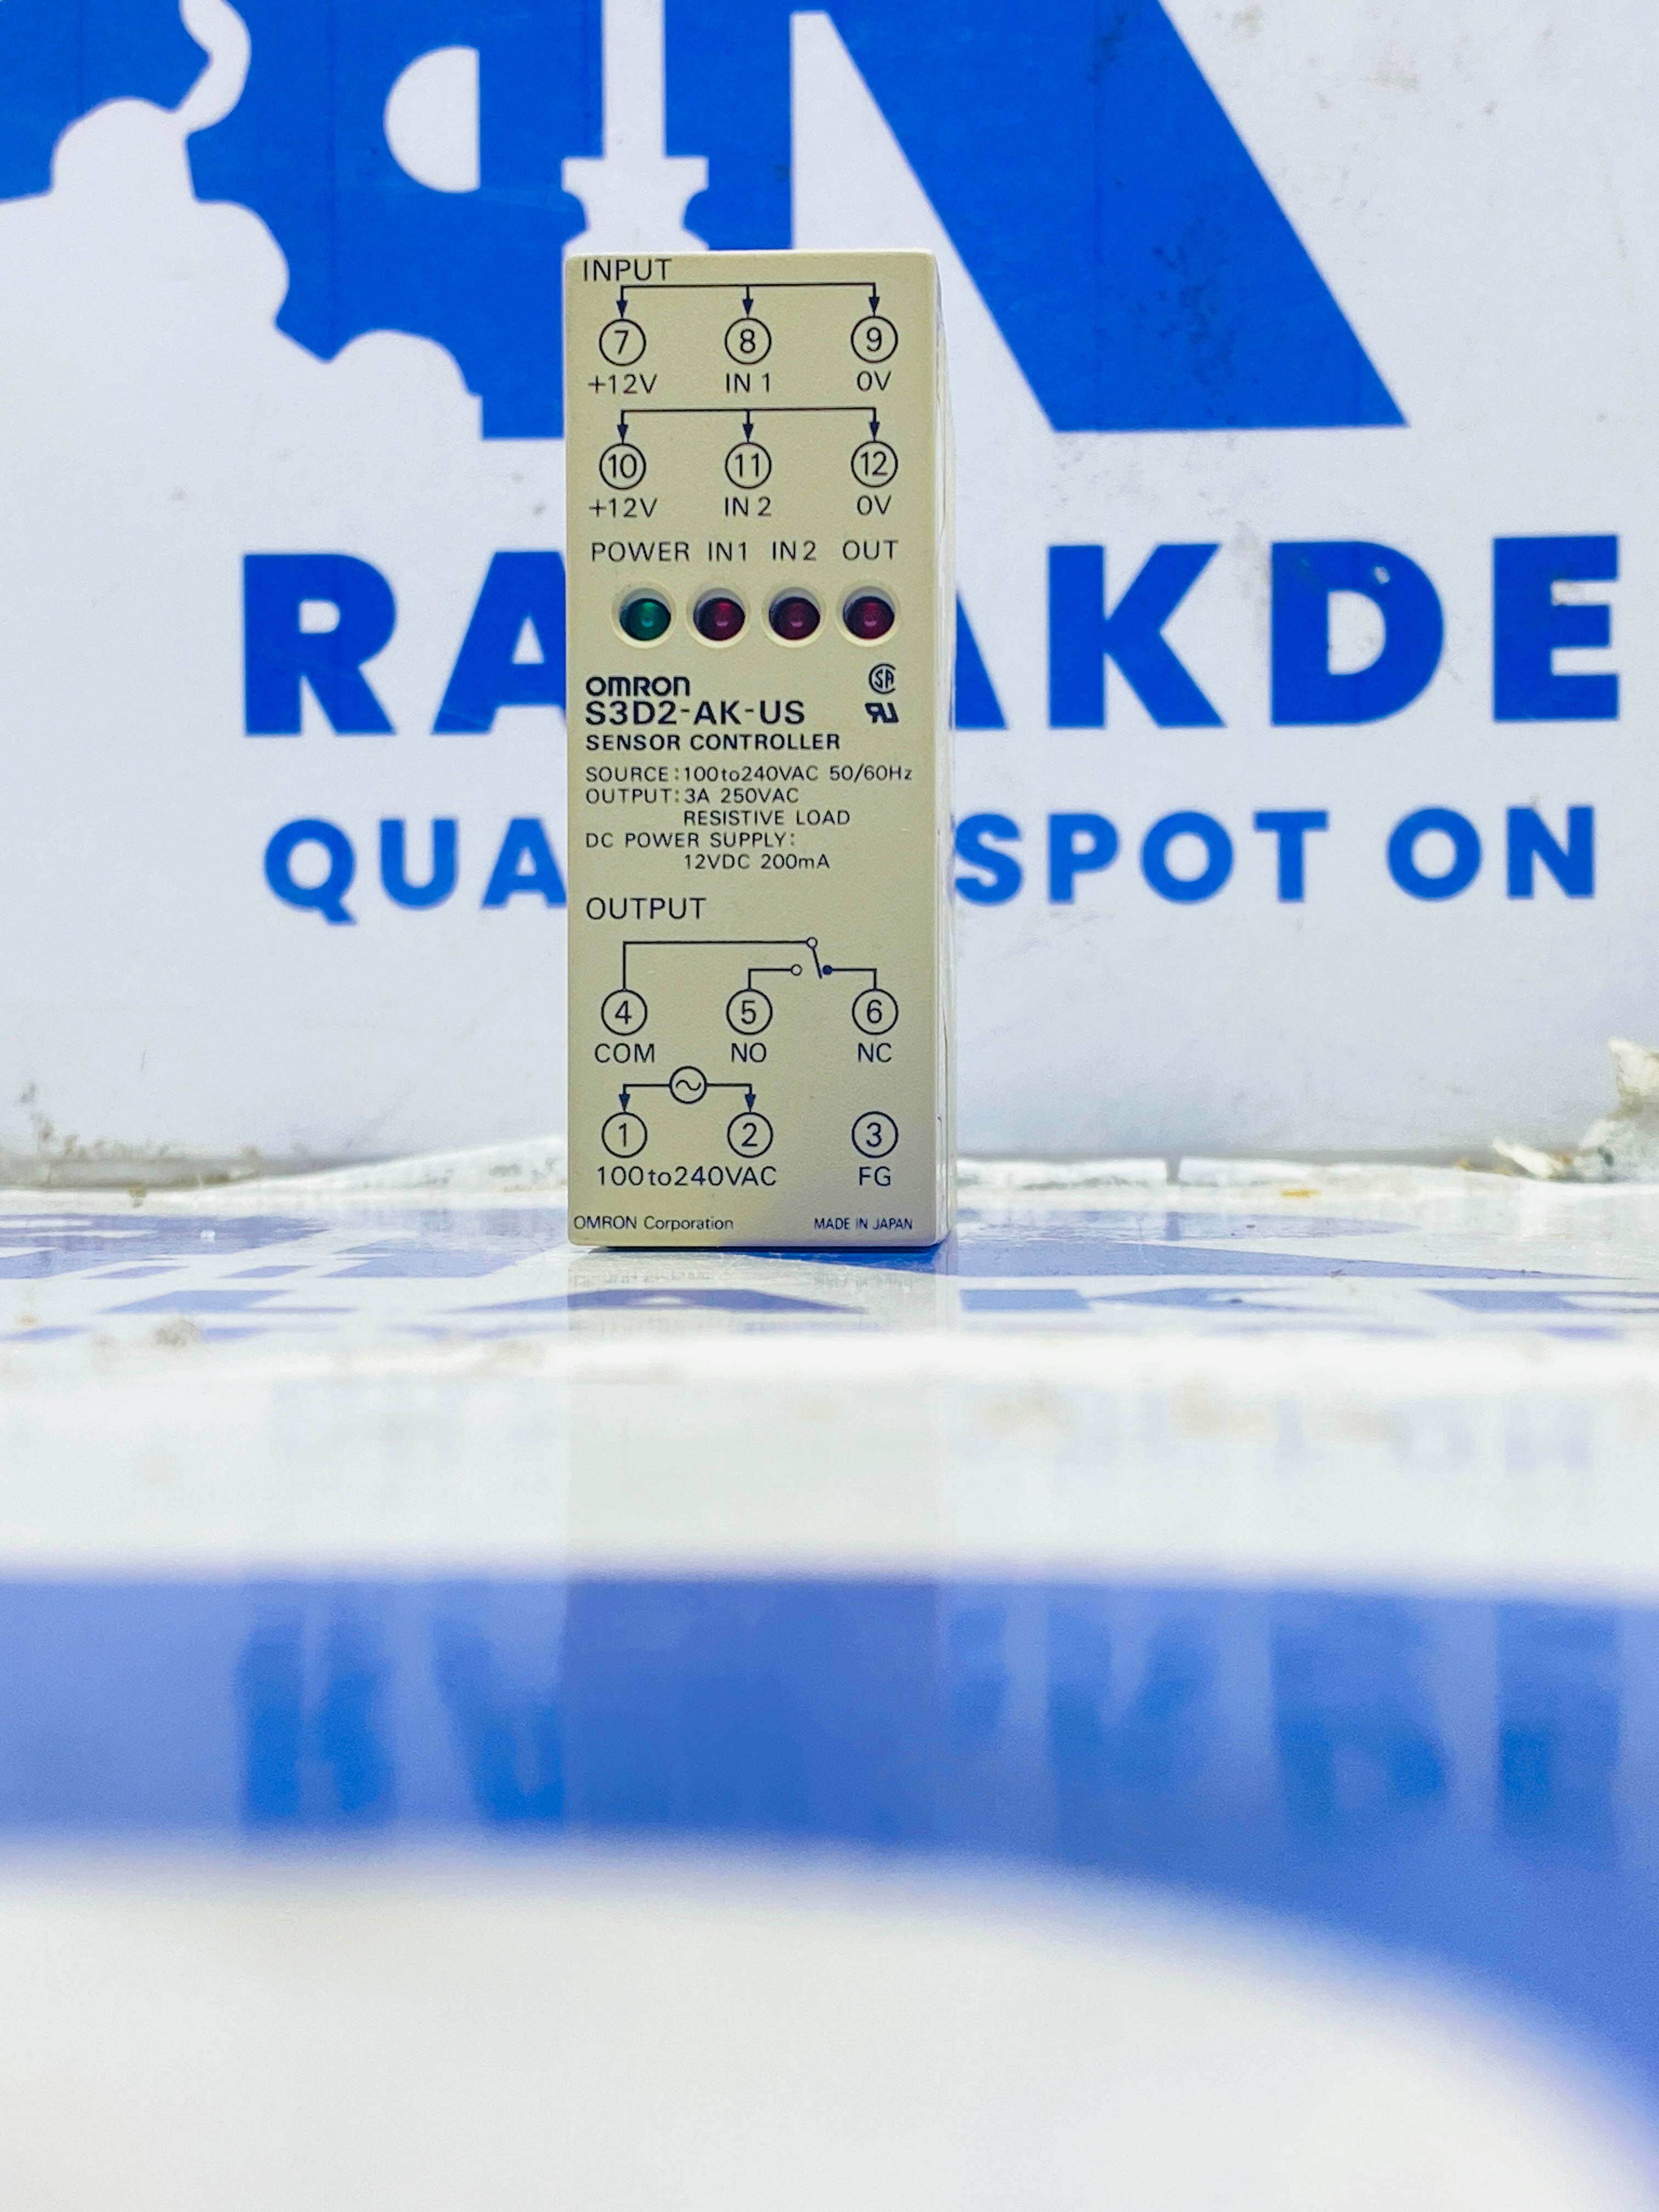 INPUT
7 8 9
+12V IN 1 0V
10 11 12
+12V IN 2 0V
POWER IN1 IN2 OUT
OMRON
S3D2-AK-US
SENSOR CONTROLLER
SOURCE:100to240VAC 50/60Hz
OUTPUT:3A 250VAC
RESISTIVE LOAD
DC POWER SUPPLY:
12VDC 200mA
OUTPUT
4 5 6
COM NO NC
1 2 3
100to240VAC FG
OMRON Corporation MADE IN JAPAN
RA AKDE
QUA SPOT ON